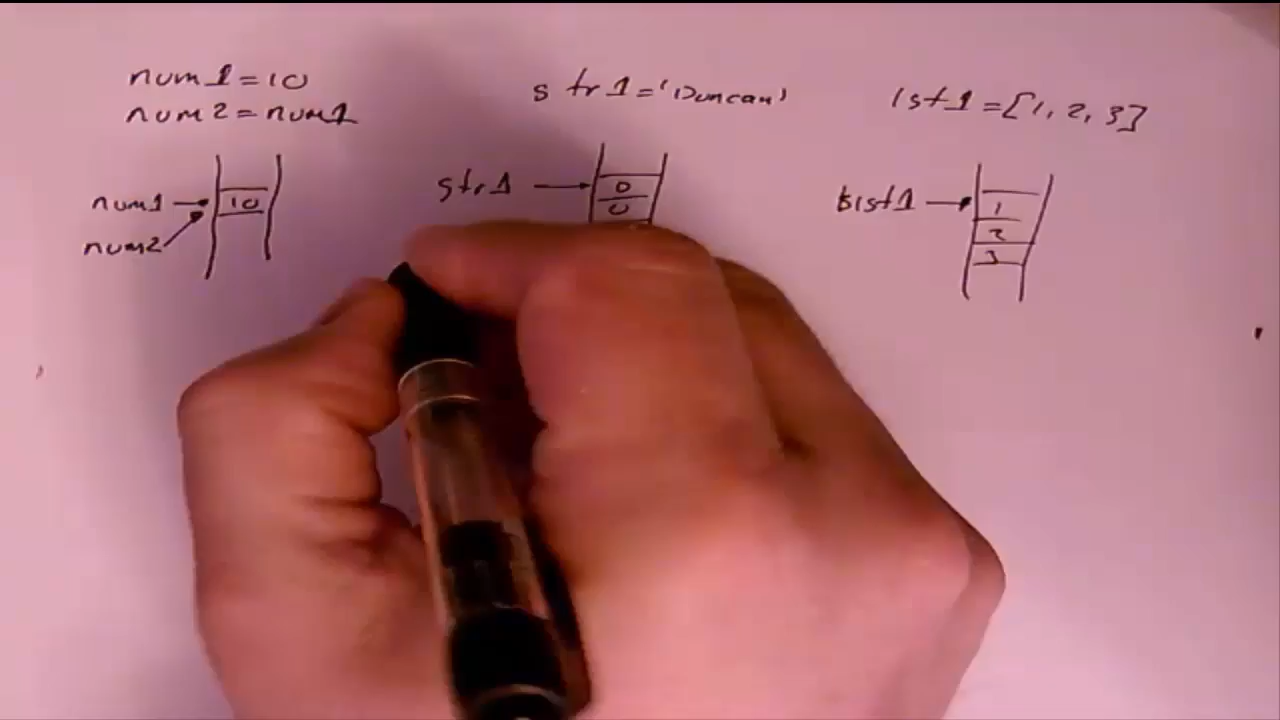 num1=10
num2=num1
num1
num2
10
str1='Duncan'
str1
D
U
lst1=[1, 2, 3]
list1
1
2
3